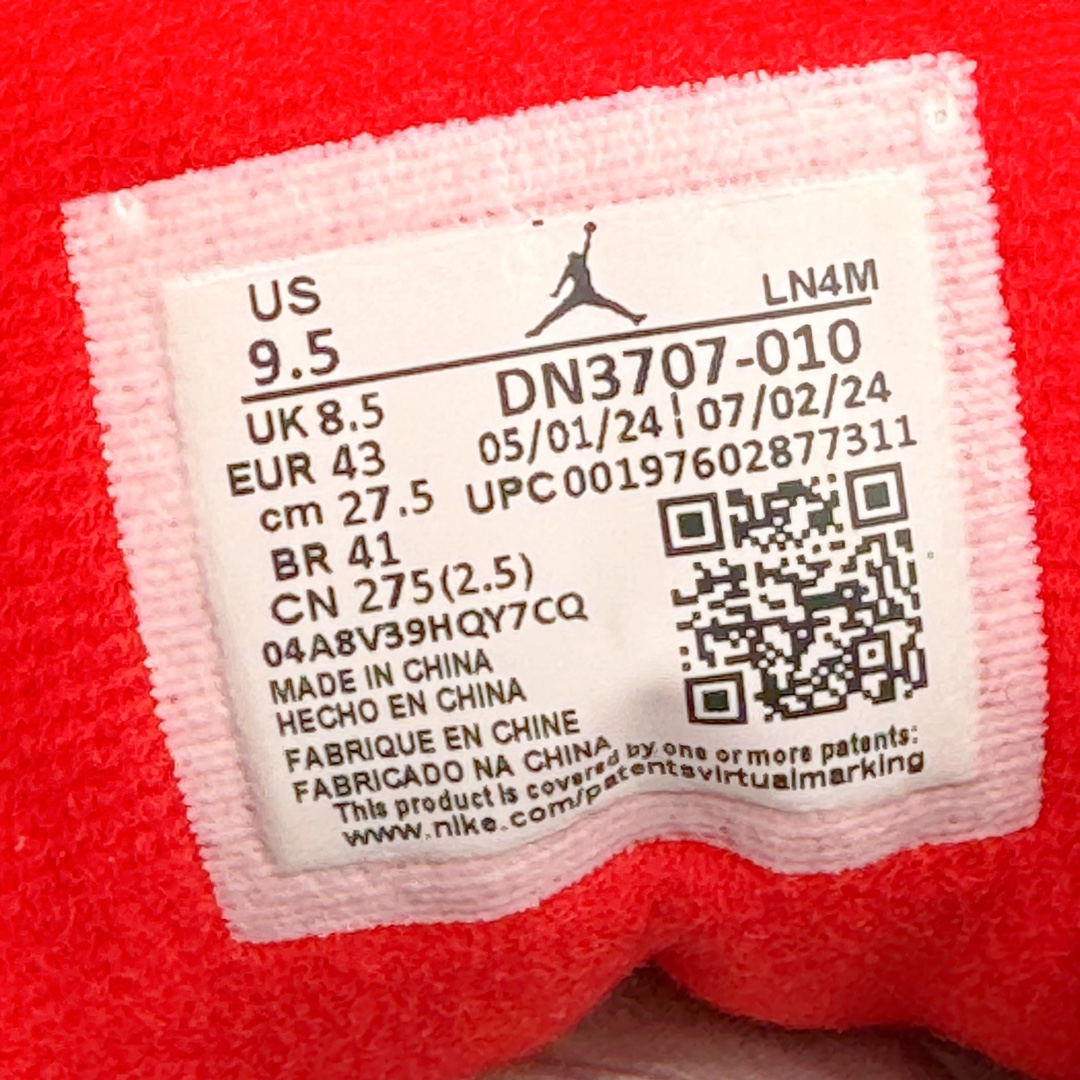 US
9.5
LN4M
UK 8.5
DN3707-010
EUR 43
05/01/24 ¦ 07/02/24
cm 27.5
UPC 00197602877311
BR 41
CN 275(2.5)
04A8V39HQY7CQ
MADE IN CHINA
HECHO EN CHINA
FABRIQUE EN CHINE
FABRICADO NA CHINA
This product is covered by one or more patents:
www.nike.com/patentsvirtualmarking